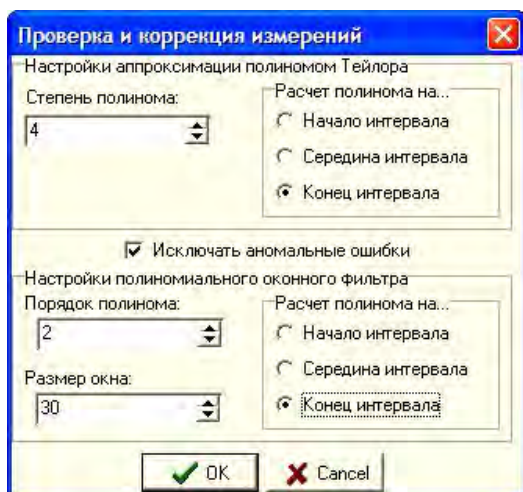 Проверка и коррекция измерений
Настройки аппроксимации полиномом Тейлора
Степень полинома:
4
Расчет полинома на...
Начало интервала
Середина интервала
Конец интервала
Исключать аномальные ошибки
Настройки полиномиального оконного фильтра
Порядок полинома:
2
Размер окна:
30
Расчет полинома на...
Начало интервала
Середина интервала
Конец интервала
OK
Cancel